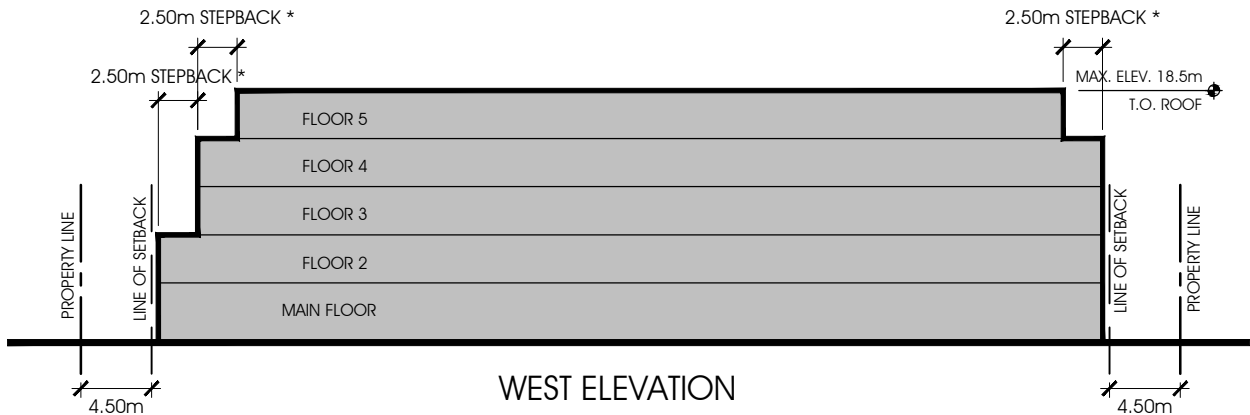 2.50m STEPBACK *
2.50m STEPBACK *
2.50m STEPBACK *
MAX. ELEV. 18.5m
T.O. ROOF
FLOOR 5
FLOOR 4
FLOOR 3
FLOOR 2
MAIN FLOOR
PROPERTY LINE
LINE OF SETBACK
LINE OF SETBACK
PROPERTY LINE
4.50m
WEST ELEVATION
4.50m